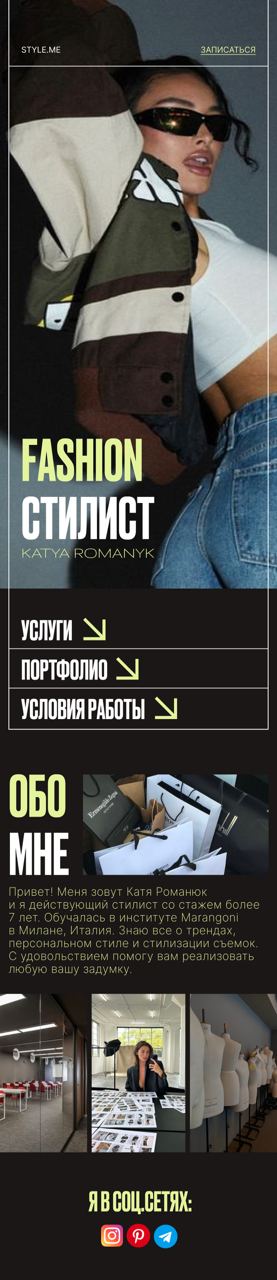 STYLE.ME
ЗАПИСАТЬСЯ
FASHION
СТИЛИСТ
KATYA ROMANYK
УСЛУГИ
ПОРТФОЛИО
УСЛОВИЯ РАБОТЫ
ОБО
МНЕ
Привет! Меня зовут Катя Романюк
и я действующий стилист со стажем более
7 лет. Обучалась в институте Marangoni
в Милане, Италия. Знаю все о трендах,
персональном стиле и стилизации съемок.
С удовольствием помогу вам реализовать
любую вашу задумку.
Я В СОЦ.СЕТЯХ: